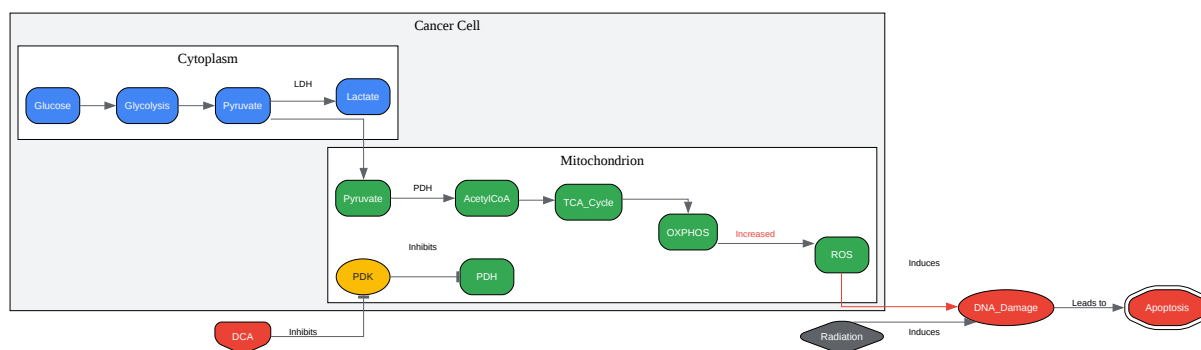 Cancer Cell
Cytoplasm
LDH
Glucose
Glycolysis
Pyruvate
Lactate
Mitochondrion
Pyruvate
PDH
AcetylCoA
TCA_Cycle
OXPHOS
Increased
ROS
Inhibits
PDK
PDH
Induces
DCA
Inhibits
Radiation
Induces
DNA_Damage
Leads to
Apoptosis